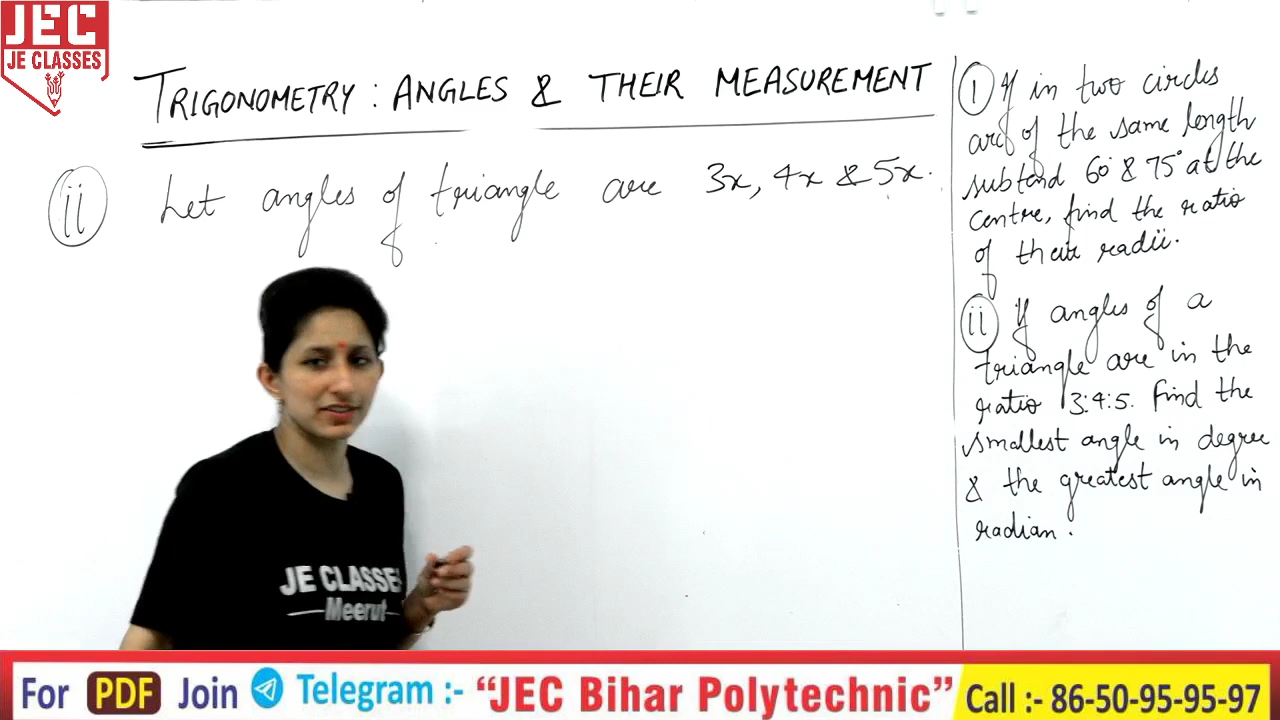 JEC
JE CLASSES
TRIGONOMETRY : ANGLES & THEIR MEASUREMENT
ii Let angles of triangle are 3x, 4x & 5x.
I If in two circles
arc of the same length
subtend 60° & 75° at the
centre, find the ratio
of their radii.
ii If angles of a
triangle are in the
ratio 3:4:5. Find the
smallest angle in degree
& the greatest angle in
radian.
JE CLASSES
Meerut
For PDF Join Telegram :- “JEC Bihar Polytechnic” Call :- 86-50-95-95-97